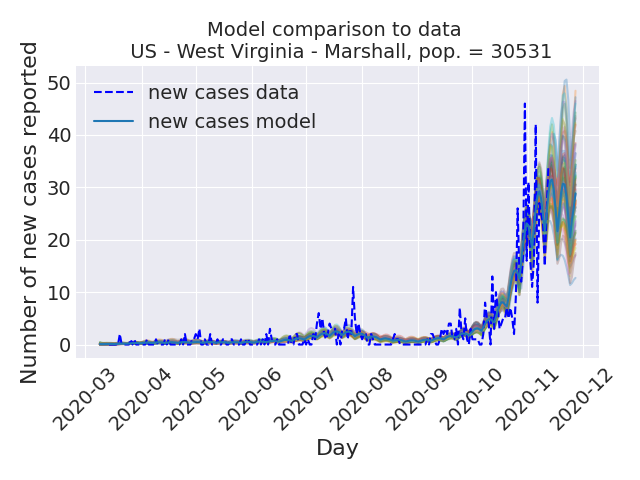 Model comparison to data
US - West Virginia - Marshall, pop. = 30531
Number of new cases reported
50
40
30
20
10
0
new cases data
new cases model
2020-03
2020-04
2020-05
2020-06
2020-07
2020-08
2020-09
2020-10
2020-11
2020-12
Day